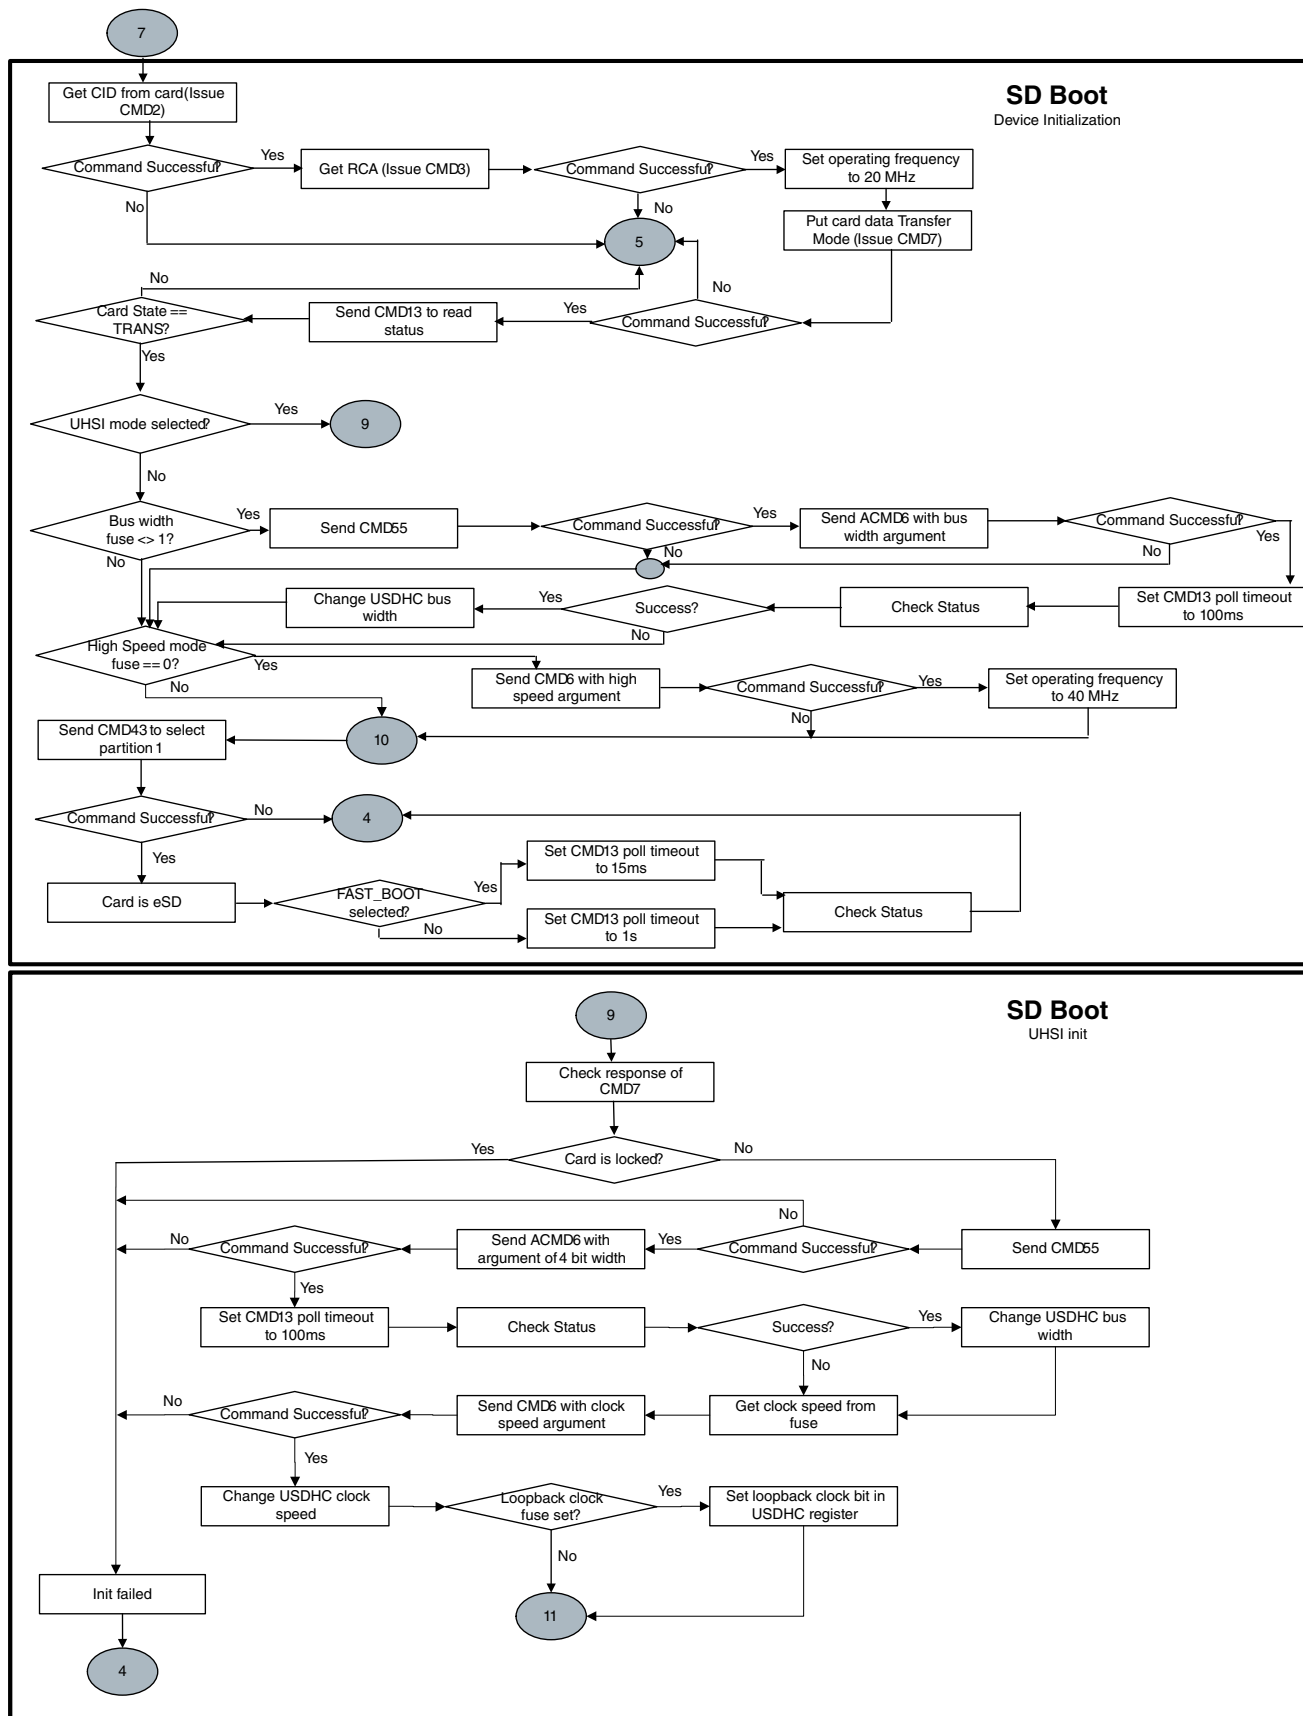 7
SD Boot
Device Initialization
Get CID from card(Issue
CMD2)
Command Successful?
Yes
Get RCA (Issue CMD3)
Command Successful?
Yes
Set operating frequency
to 20 MHz
No
No
5
Put card data Transfer
Mode (Issue CMD7)
No
No
Card State ==
TRANS?
Send CMD13 to read
status
Yes
Command Successful?
Yes
UHSI mode selected?
Yes
9
No
Bus width
fuse <> 1?
Yes
Send CMD55
Command Successful?
Yes
Send ACMD6 with bus
width argument
Command Successful?
Yes
No
No
No
Change USDHC bus
width
Yes
Success?
Check Status
Set CMD13 poll timeout
to 100ms
No
High Speed mode
fuse == 0?
Yes
Send CMD6 with high
speed argument
Command Successful?
Yes
Set operating frequency
to 40 MHz
No
No
Send CMD43 to select
partition 1
10
Command Successful?
No
4
Yes
Set CMD13 poll timeout
to 15ms
Card is eSD
FAST_BOOT
selected?
Yes
Check Status
No
Set CMD13 poll timeout
to 1s
9
SD Boot
UHSI init
Check response of
CMD7
Yes
Card is locked?
No
No
No
Command Successful?
Send ACMD6 with
argument of 4 bit width
Yes
Command Successful?
Send CMD55
Yes
Set CMD13 poll timeout
to 100ms
Check Status
Success?
Yes
Change USDHC bus
width
No
No
Command Successful?
Send CMD6 with clock
speed argument
Get clock speed from
fuse
Yes
Change USDHC clock
speed
Loopback clock
fuse set?
Yes
Set loopback clock bit in
USDHC register
No
Init failed
11
4